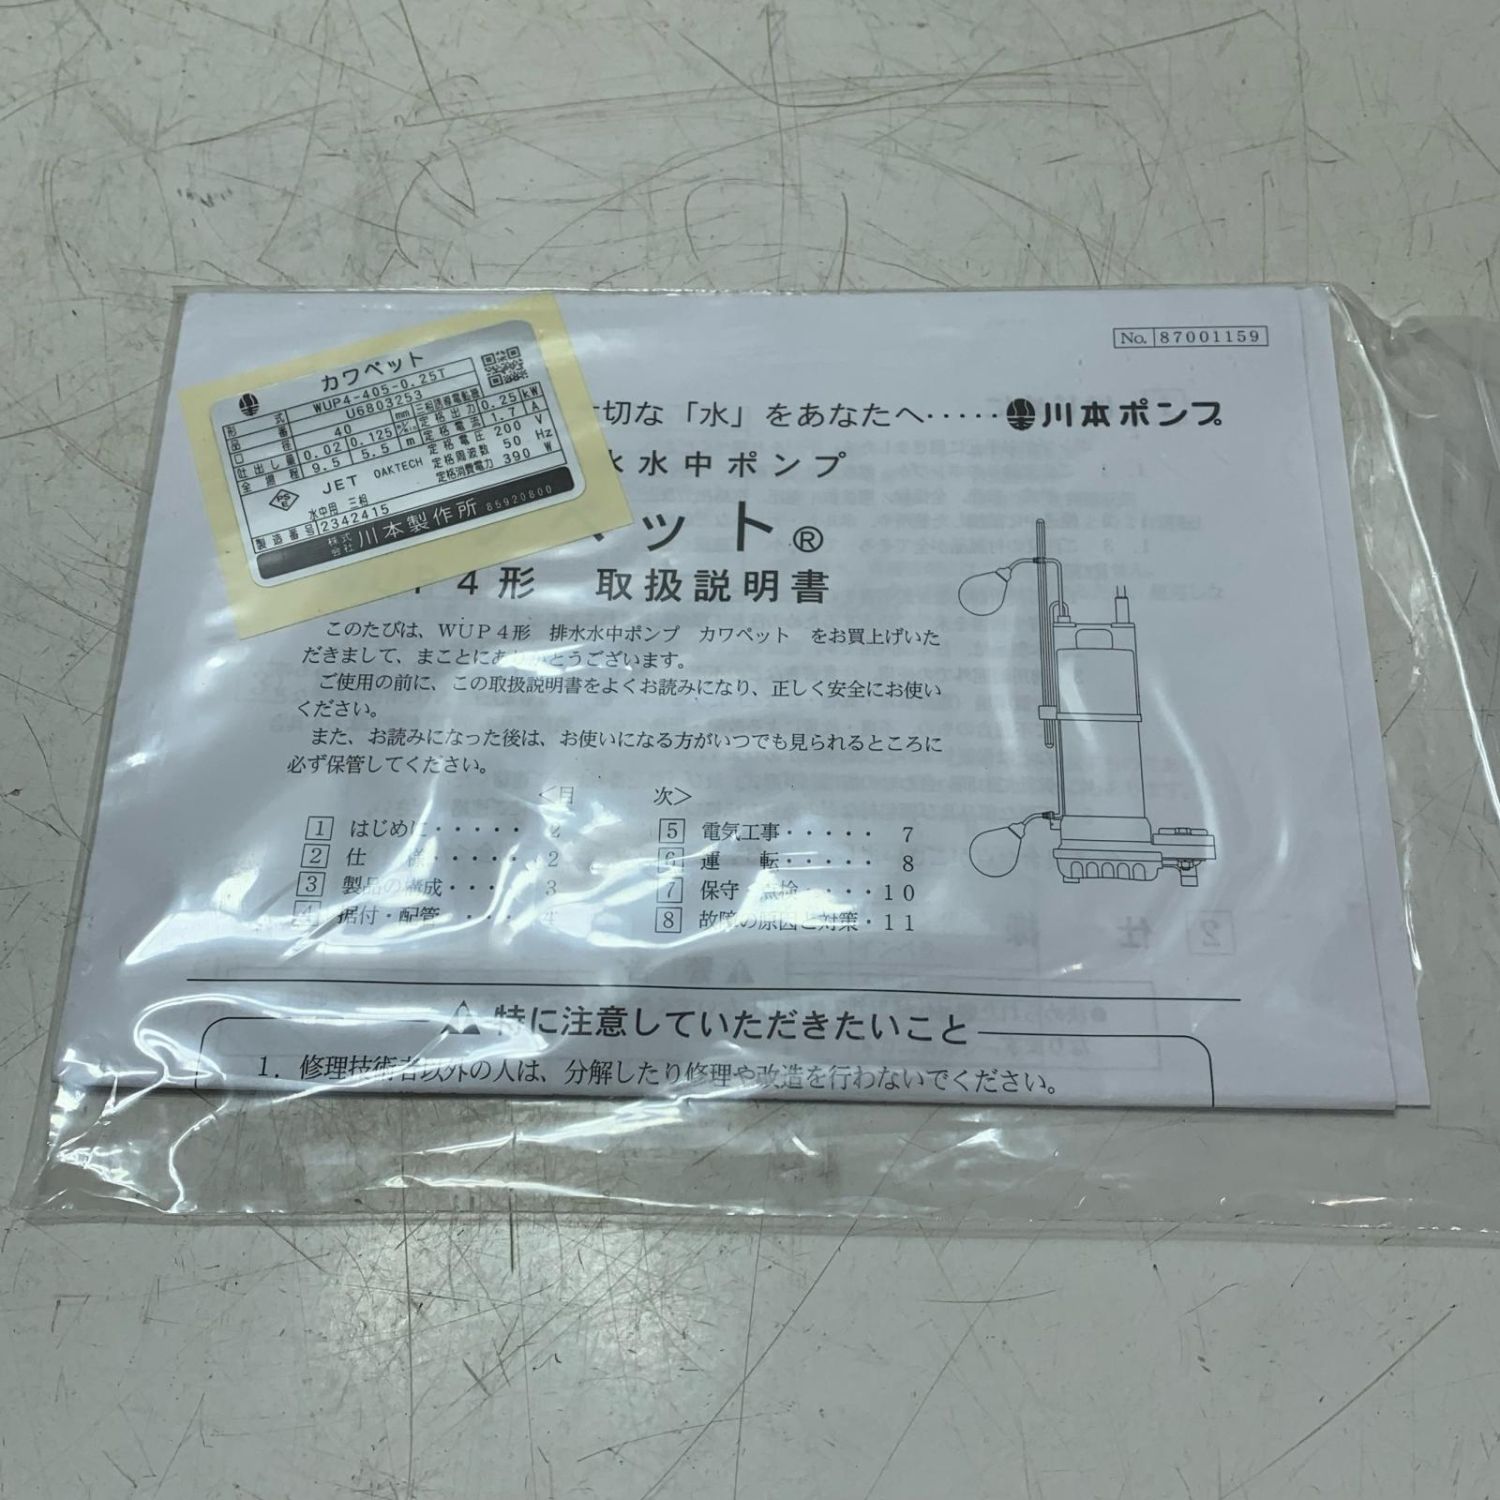 カワペット
形 式 WUP4-405-0.25T
品 番 U6803253
口 径 40 mm 三相誘導電動機
吐出し量 0.02 0.125 m³/min 定格出力 0.25 kW
全揚程 9.5 5.5 m 定格電流 1.7 A
定格電圧 200 V
定格周波数 50 Hz
定格消費電力 390 W
PS E JET OAKTECH
水中用 三相
製造番号 2342415
株式会社 川本製作所 85920800
No. 87001159
切な「水」をあなたへ・・・・・ 川本ポンプ
水中ポンプ
ット®
4形 取扱説明書
このたびは、WUP4形 排水水中ポンプ カワペット をお買上げいた
だきまして、まことにありがとうございます。
ご使用の前に、この取扱説明書をよくお読みになり、正しく安全にお使い
ください。
また、お読みになった後は、お使いになる方がいつでも見られるところに
必ず保管してください。
<目 次>
1 はじめに・・・・・ 2
2 仕 様・・・・・ 2
3 製品の構成・・・ 3
4 据付・配管・・・ 4
5 電気工事・・・・・ 7
6 運 転・・・・・ 8
7 保守・点検・・・・・10
8 故障の原因と対策・11
特に注意していただきたいこと
1. 修理技術者以外の人は、分解したり修理や改造を行わないでください。